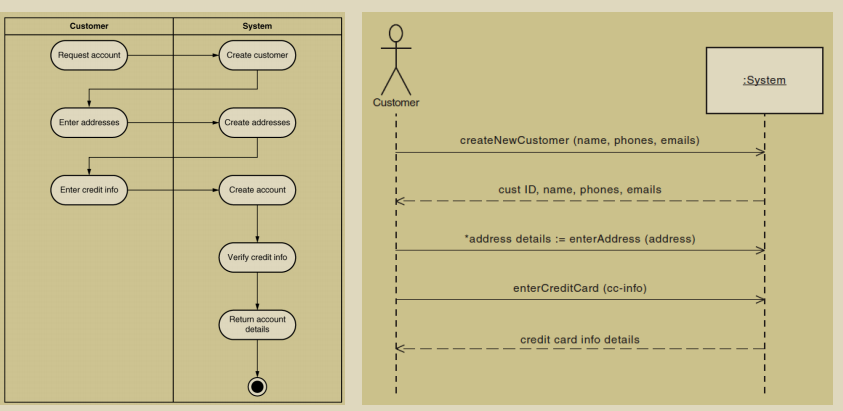 Customer
System
Request account
Create customer
Enter addresses
Create addresses
Enter credit info
Create account
Verify credit info
Return account
details
Customer
:System
createNewCustomer (name, phones, emails)
cust ID, name, phones, emails
*address details := enterAddress (address)
enterCreditCard (cc-info)
credit card info details